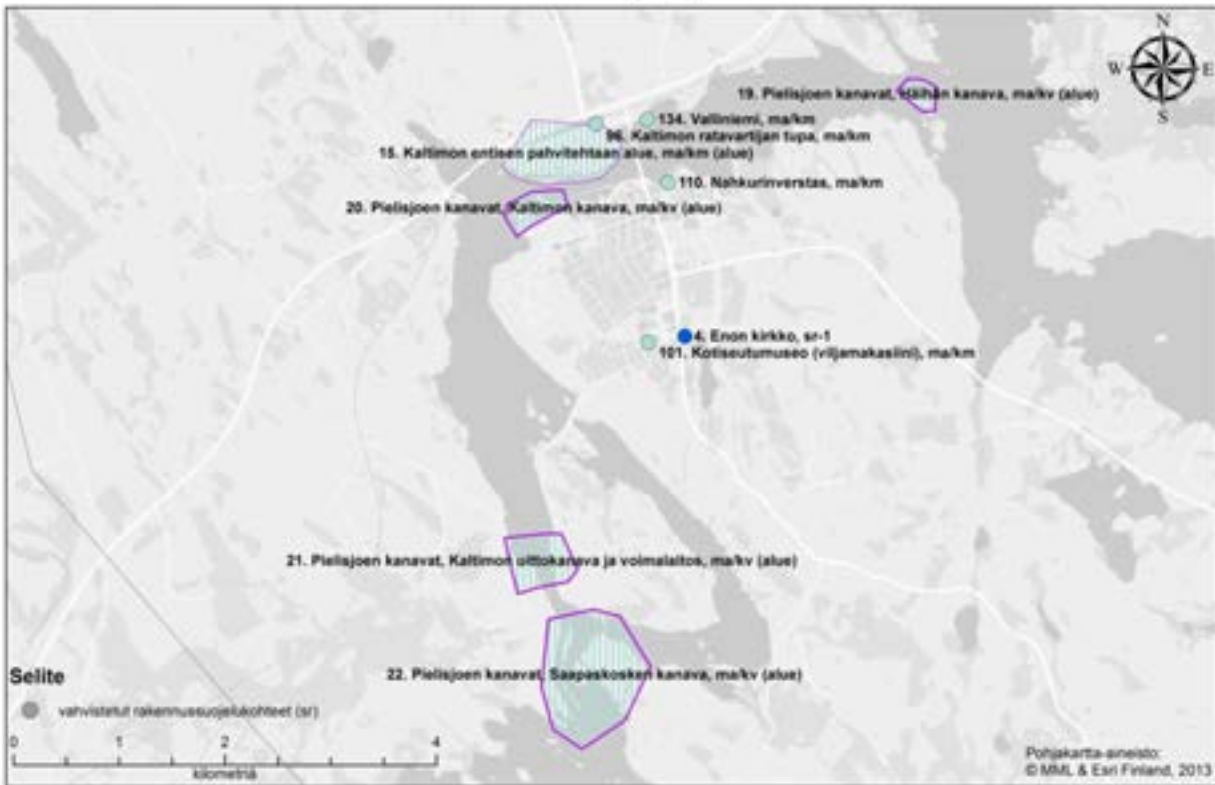 N
W E
S
19. Pielisjoen kanavat, Häihän kanava, ma/kv (alue)
134. Valliniemi, ma/km
96. Kaltimon ratavartijan tupa, ma/km
15. Kaltimon entisen pahvitehtaan alue, ma/km (alue)
110. Nahkurinverstas, ma/km
20. Pielisjoen kanavat, Kaltimon kanava, ma/kv (alue)
4. Enon kirkko, sr-1
101. Kotiseutumuseo (viljamakasiini), ma/km
21. Pielisjoen kanavat, Kaltimon uittokanava ja voimalaitos, ma/kv (alue)
22. Pielisjoen kanavat, Saapaskosken kanava, ma/kv (alue)
Selite
vahvistetut rakennussuojelukohteet (sr)
0 1 2 4
kilometriä
Pohjakartta-aineisto:
© MML & Esri Finland, 2013